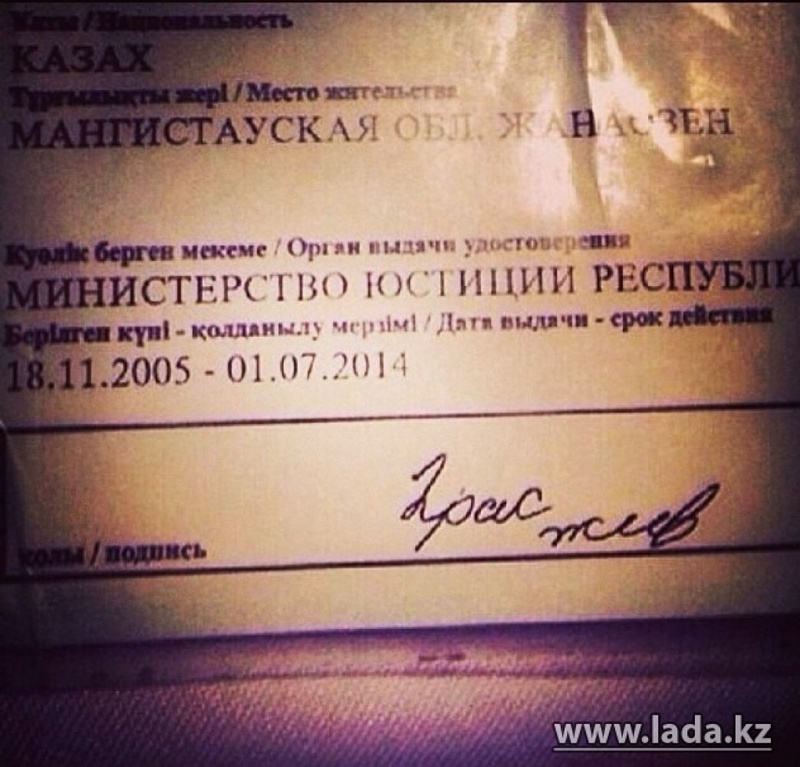 Ұлты / Национальность
КАЗАХ
Тұрғылықты жері / Место жительства
МАНГИСТАУСКАЯ ОБЛ. ЖАНАОЗЕН
Куәлік берген мекеме / Орган выдачи удостоверения
МИНИСТЕРСТВО ЮСТИЦИИ РЕСПУБЛИ
Берілген күні - қолданылу мерзімі / Дата выдачи - срок действия
18.11.2005 - 01.07.2014
қолы / подпись
www.lada.kz